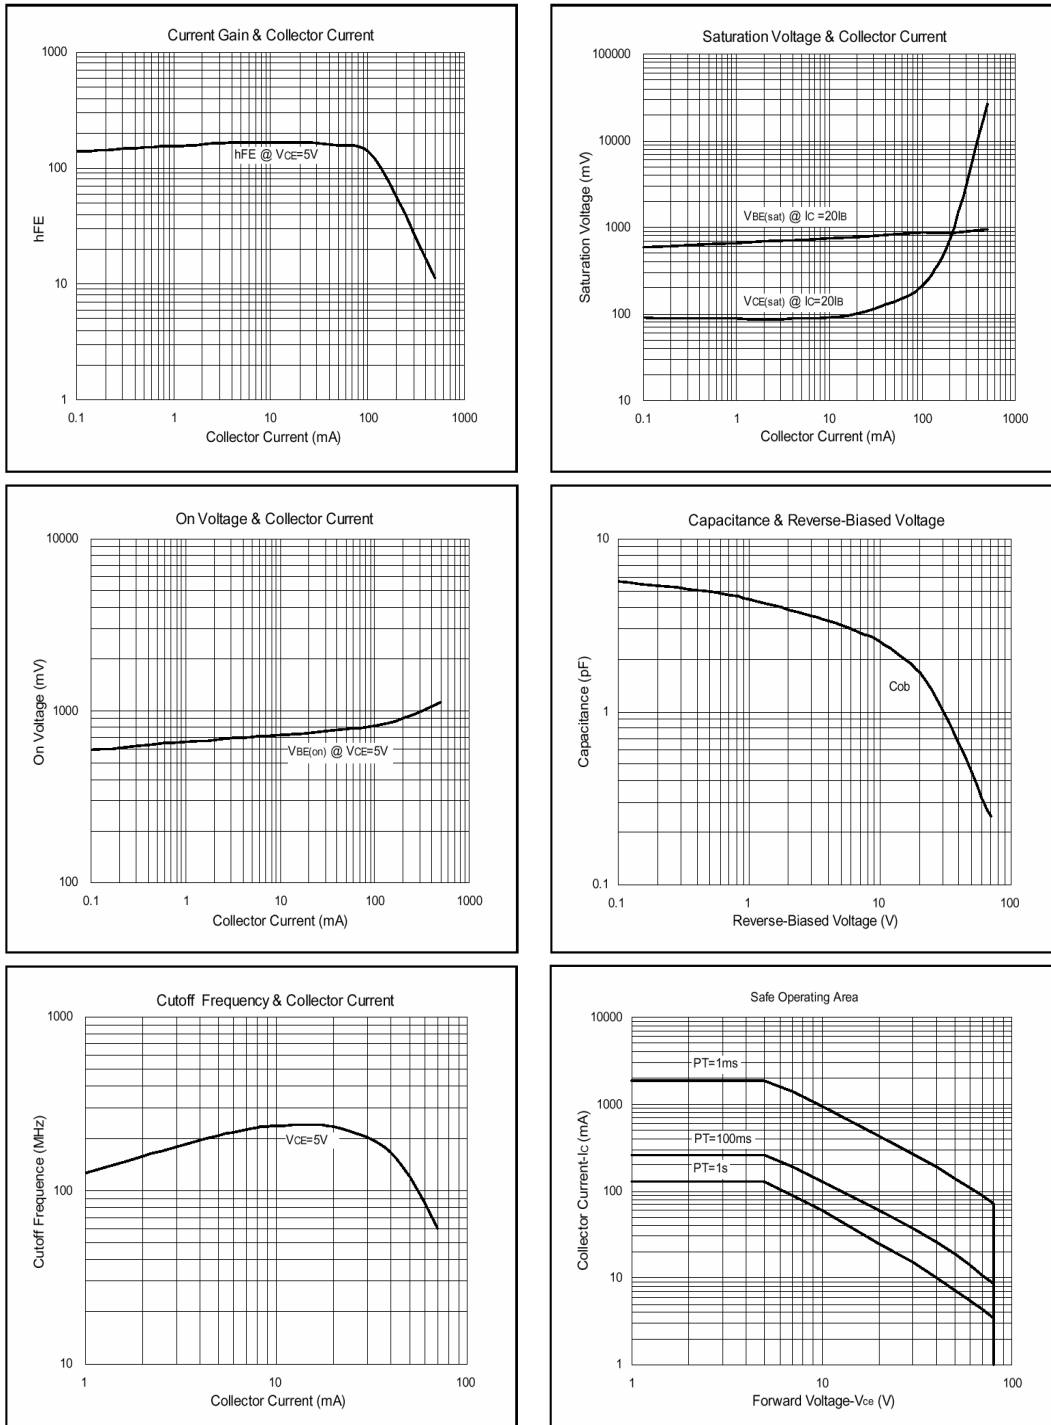 Current Gain & Collector Current
1000
100
10
1
hFE
hFE @ VCE=5V
0.1 1 10 100 1000
Collector Current (mA)
Saturation Voltage & Collector Current
100000
10000
1000
100
10
Saturation Voltage (mV)
VBE(sat) @ IC =20IB
VCE(sat) @ IC=20IB
0.1 1 10 100 1000
Collector Current (mA)
On Voltage & Collector Current
10000
1000
100
On Voltage (mV)
VBE(on) @ VCE=5V
0.1 1 10 100 1000
Collector Current (mA)
Capacitance & Reverse-Biased Voltage
10
1
0.1
Capacitance (pF)
Cob
0.1 1 10 100
Reverse-Biased Voltage (V)
Cutoff Frequency & Collector Current
1000
100
10
Cutoff Frequence (MHz)
VCE=5V
1 10 100
Collector Current (mA)
Safe Operating Area
10000
1000
100
10
1
Collector Current-IC (mA)
PT=1ms
PT=100ms
PT=1s
1 10 100
Forward Voltage-Vce (V)